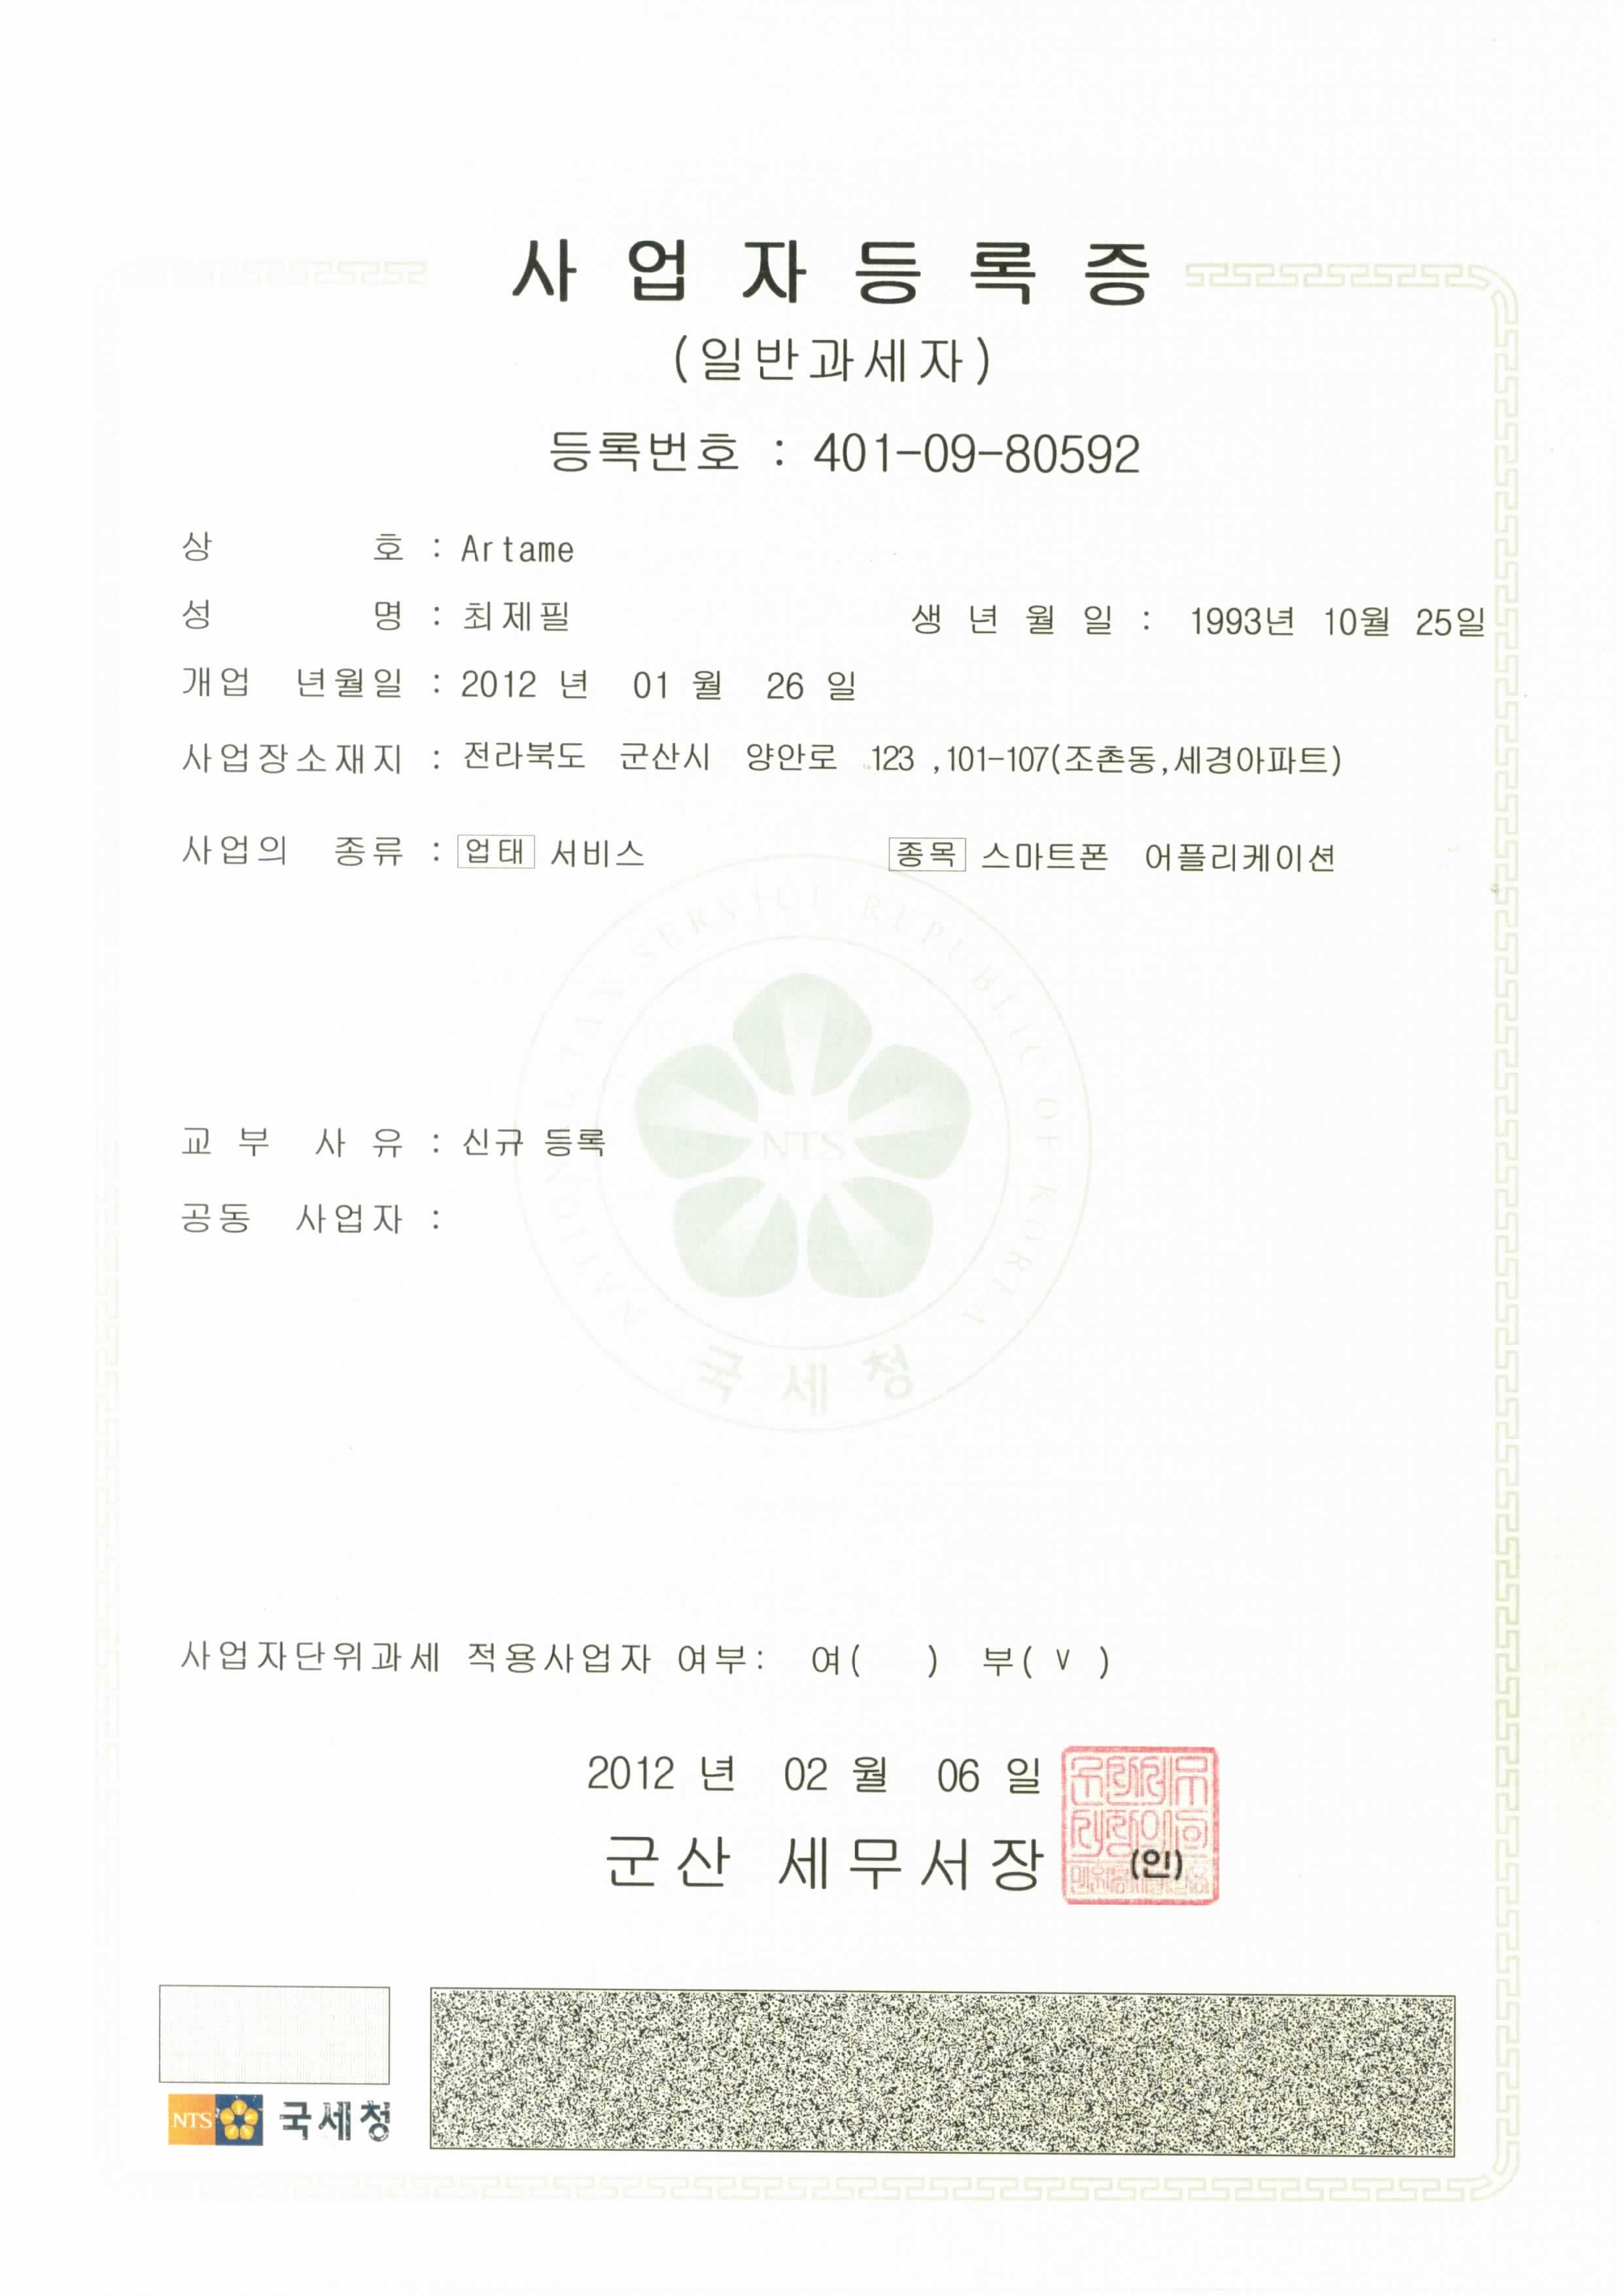 사업자등록증
(일반과세자)
등록번호 : 401-09-80592
상 호 : Artame
성 명 : 최제필 생 년 월 일 : 1993년 10월 25일
개업 년월일 : 2012 년 01 월 26 일
사업장소재지 : 전라북도 군산시 양안로 123 ,101-107(조촌동,세경아파트)
사업의 종류 : 업태 서비스 종목 스마트폰 어플리케이션
NATIONAL TAX SERVICE REPUBLIC OF KOREA
NTS
국세청
교 부 사 유 : 신규 등록
공동 사업자 :
사업자단위과세 적용사업자 여부: 여( ) 부( v )
2012 년 02 월 06 일
군산 세무서장 (인)
NTS 국세청